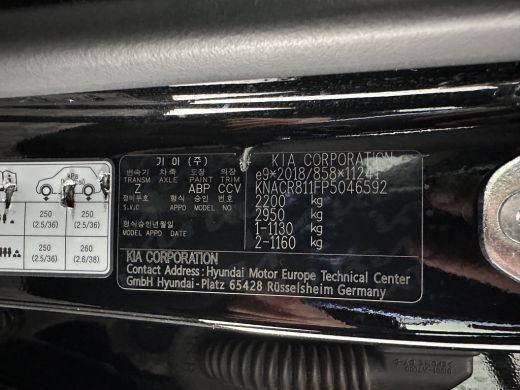 기 아 (주)
변속기 차축 도장 의장
TRANSM AXLE PAINT TRIM
Z ABP CCV
정비부호 형식 승인 번호
S.V.C APPD MODEL NO
형식승인년월일
MODEL APPD DATE
KIA CORPORATION
e9*2018/858*11241
KNACR811FP5046592
2200 kg
2950 kg
1-1130 kg
2-1160 kg
KIA CORPORATION
Contact Address : Hyundai Motor Europe Technical Center
GmbH Hyundai-Platz 65428 Rüsselsheim Germany
250 250
(2.5/36) (2.5/36)
250 260
(2.5/36) (2.6/38)